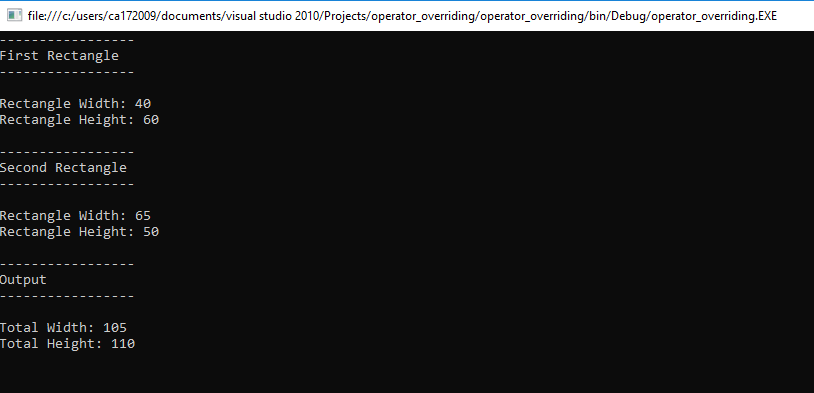 file:///c:/users/ca172009/documents/visual studio 2010/Projects/operator_overriding/operator_overriding/bin/Debug/operator_overriding.EXE
-----------------
First Rectangle
-----------------
Rectangle Width: 40
Rectangle Height: 60
-----------------
Second Rectangle
-----------------
Rectangle Width: 65
Rectangle Height: 50
-----------------
Output
-----------------
Total Width: 105
Total Height: 110